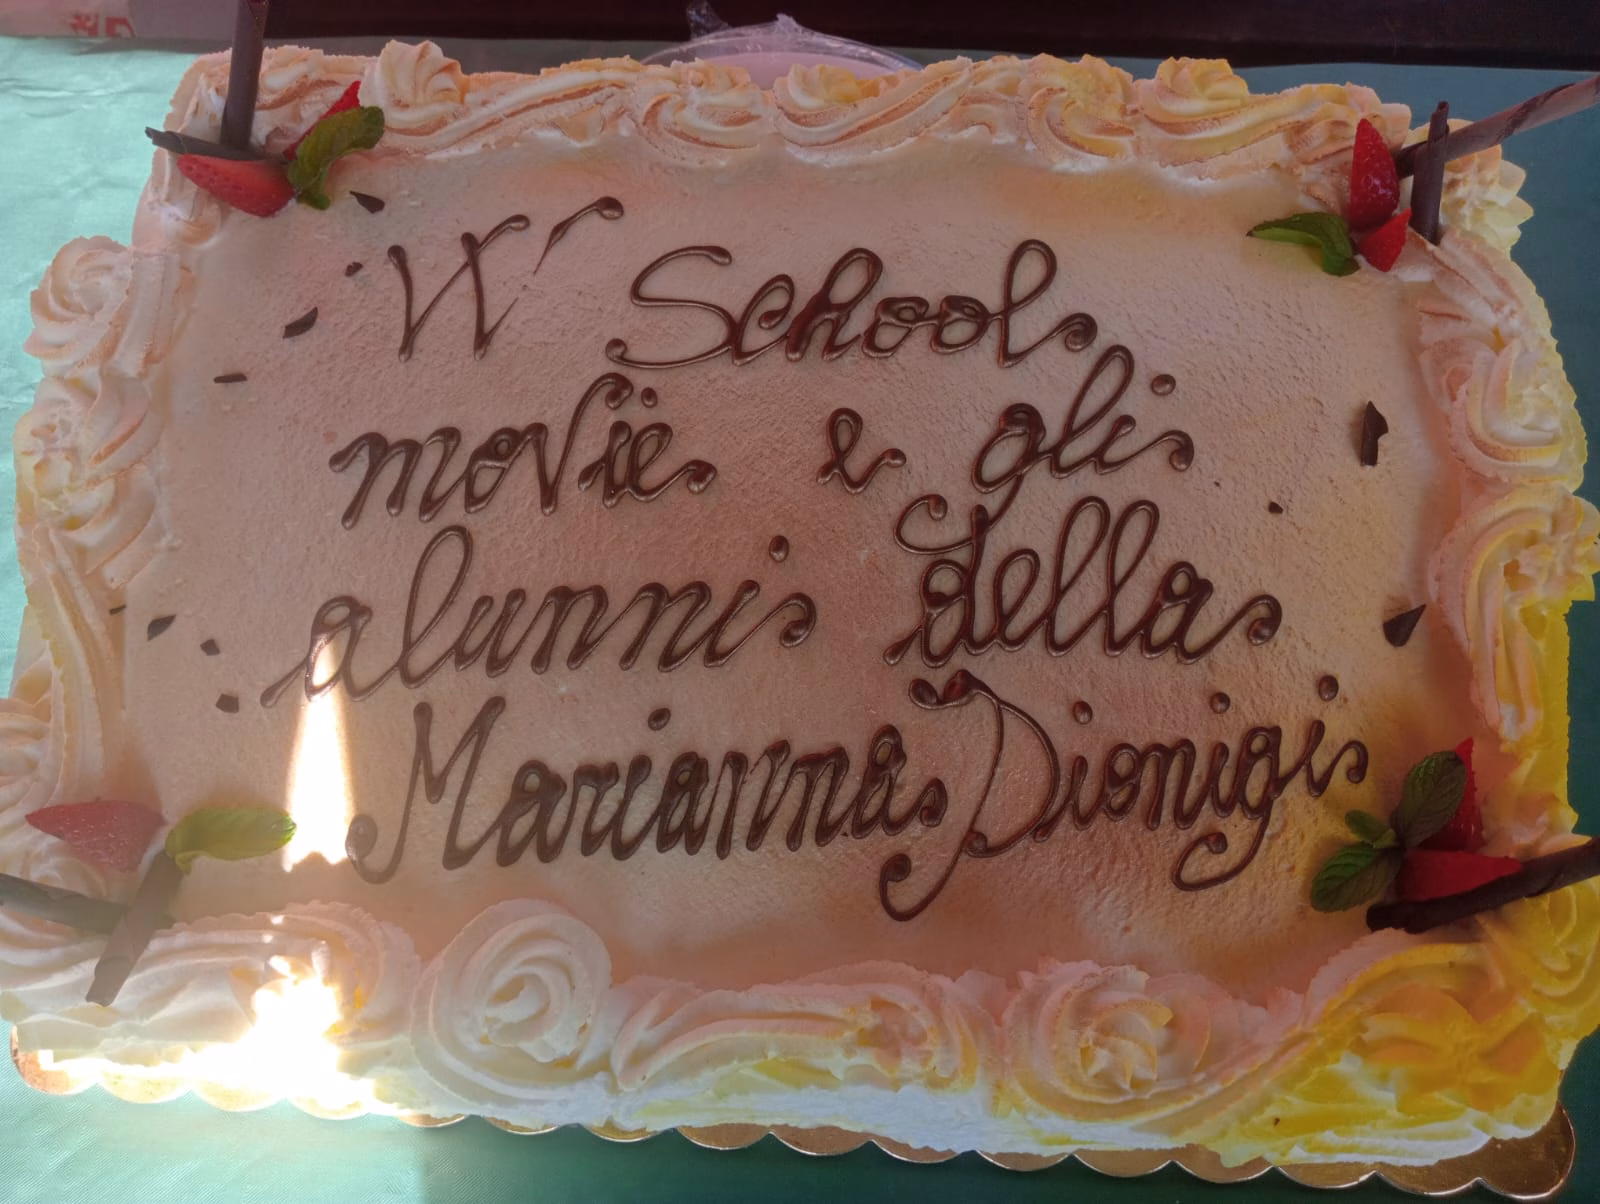 W School
movie e gli
alunni della
Marianna Dionigi